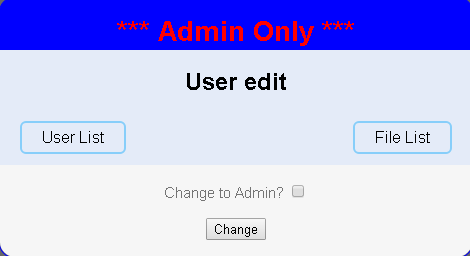 *** Admin Only ***
User edit
User List
File List
Change to Admin?
Change